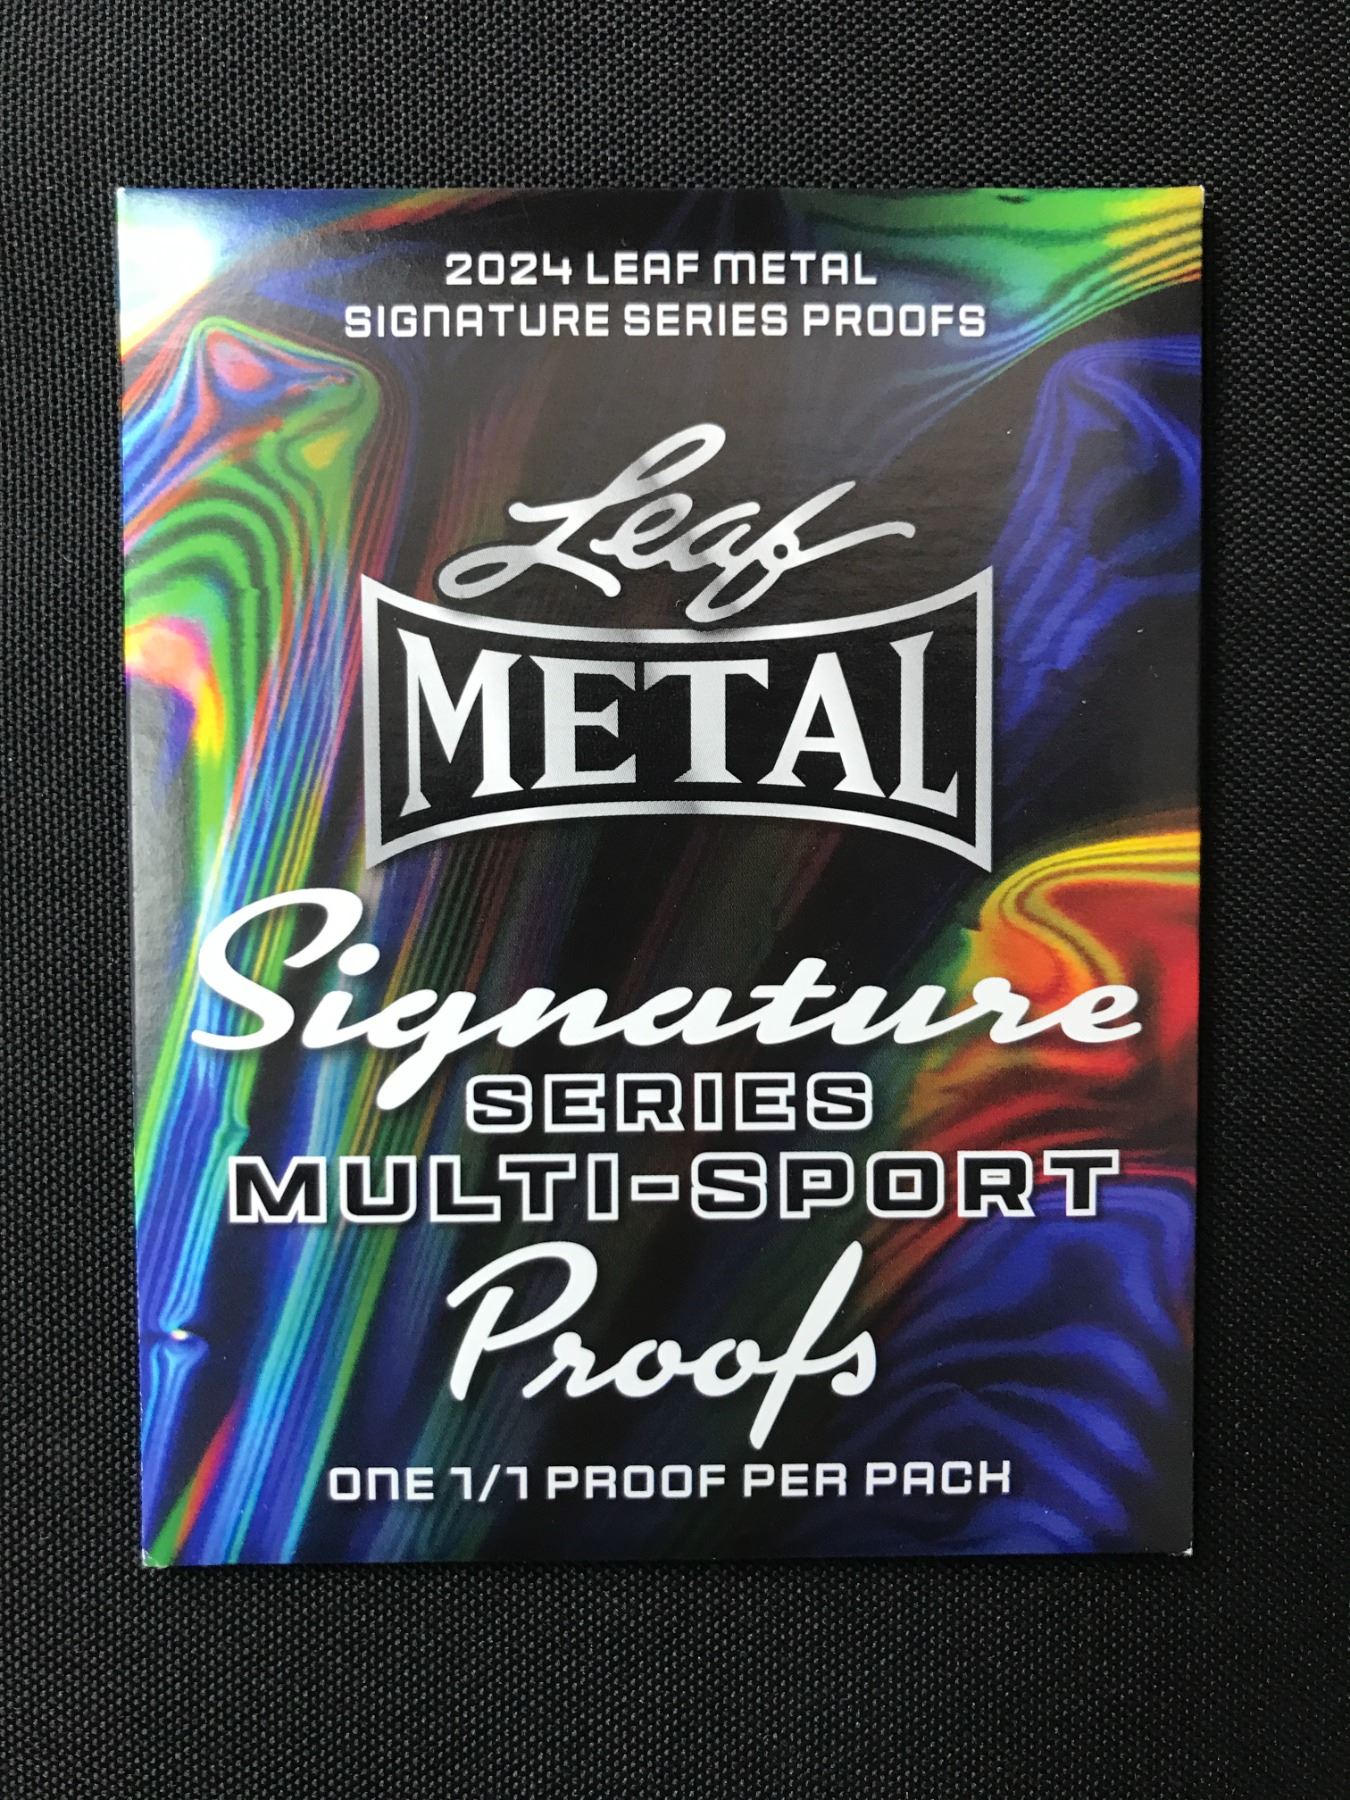 2024 LEAF METAL
SIGNATURE SERIES PROOFS
Leaf
METAL
Signature
SERIES
MULTI-SPORT
Proofs
ONE 1/1 PROOF PER PACK